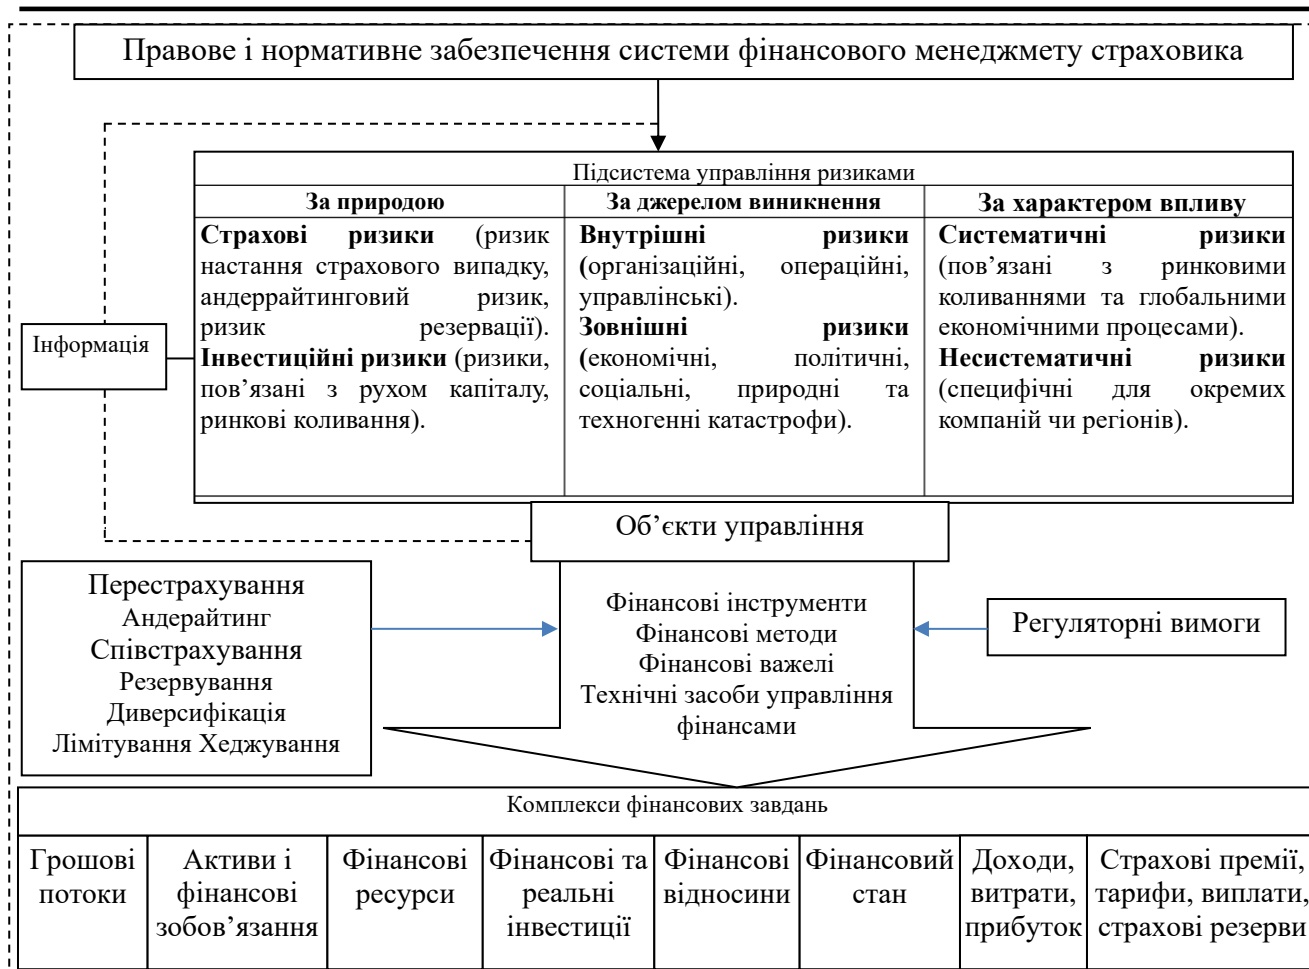 Правове і нормативне забезпечення системи фінансового менеджмету страховика
Підсистема управління ризиками
За природою
За джерелом виникнення
За характером впливу
Страхові ризики (ризик
настання страхового випадку,
андеррайтинговий ризик,
ризик резервації).
Інвестиційні ризики (ризики,
пов’язані з рухом капіталу,
ринкові коливання).
Внутрішні ризики
(організаційні, операційні,
управлінські).
Зовнішні ризики
(економічні, політичні,
соціальні, природні та
техногенні катастрофи).
Систематичні ризики
(пов’язані з ринковими
коливаннями та глобальними
економічними процесами).
Несистематичні ризики
(специфічні для окремих
компаній чи регіонів).
Інформація
Об’єкти управління
Перестрахування
Андерайтинг
Співстрахування
Резервування
Диверсифікація
Лімітування Хеджування
Фінансові інструменти
Фінансові методи
Фінансові важелі
Технічні засоби управління
фінансами
Регуляторні вимоги
Комплекси фінансових завдань
Грошові
потоки
Активи і
фінансові
зобов’язання
Фінансові
ресурси
Фінансові та
реальні
інвестиції
Фінансові
відносини
Фінансовий
стан
Доходи,
витрати,
прибуток
Страхові премії,
тарифи, виплати,
страхові резерви